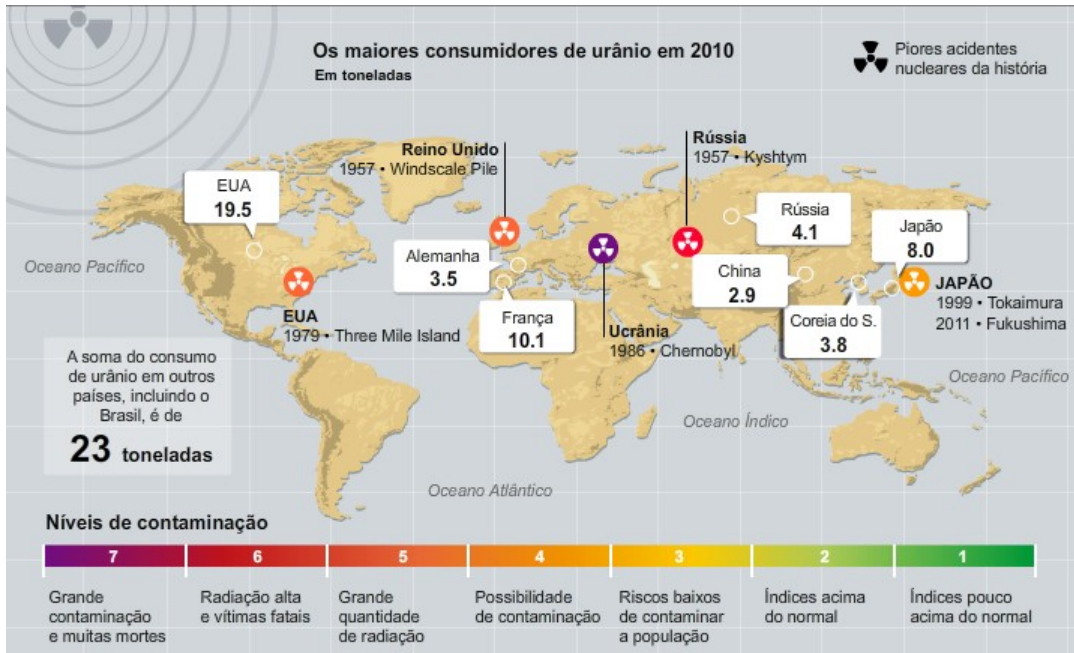 Os maiores consumidores de urânio em 2010
Em toneladas
Piores acidentes
nucleares da história
Reino Unido
1957 • Windscale Pile
Rússia
1957 • Kyshtym
EUA
19.5
Rússia
4.1
Japão
8.0
Oceano Pacífico
Alemanha
3.5
China
2.9
JAPÃO
1999 • Tokaimura
2011 • Fukushima
EUA
1979 • Three Mile Island
França
10.1
Ucrânia
1986 • Chernobyl
Coreia do S.
3.8
A soma do consumo
de urânio em outros
países, incluindo o
Brasil, é de
23 toneladas
Oceano Pacífico
Oceano Índico
Oceano Atlântico
Níveis de contaminação
7
6
5
4
3
2
1
Grande
contaminação
e muitas mortes
Radiação alta
e vítimas fatais
Grande
quantidade
de radiação
Possibilidade
de contaminação
Riscos baixos
de contaminar
a população
Índices acima
do normal
Índices pouco
acima do normal